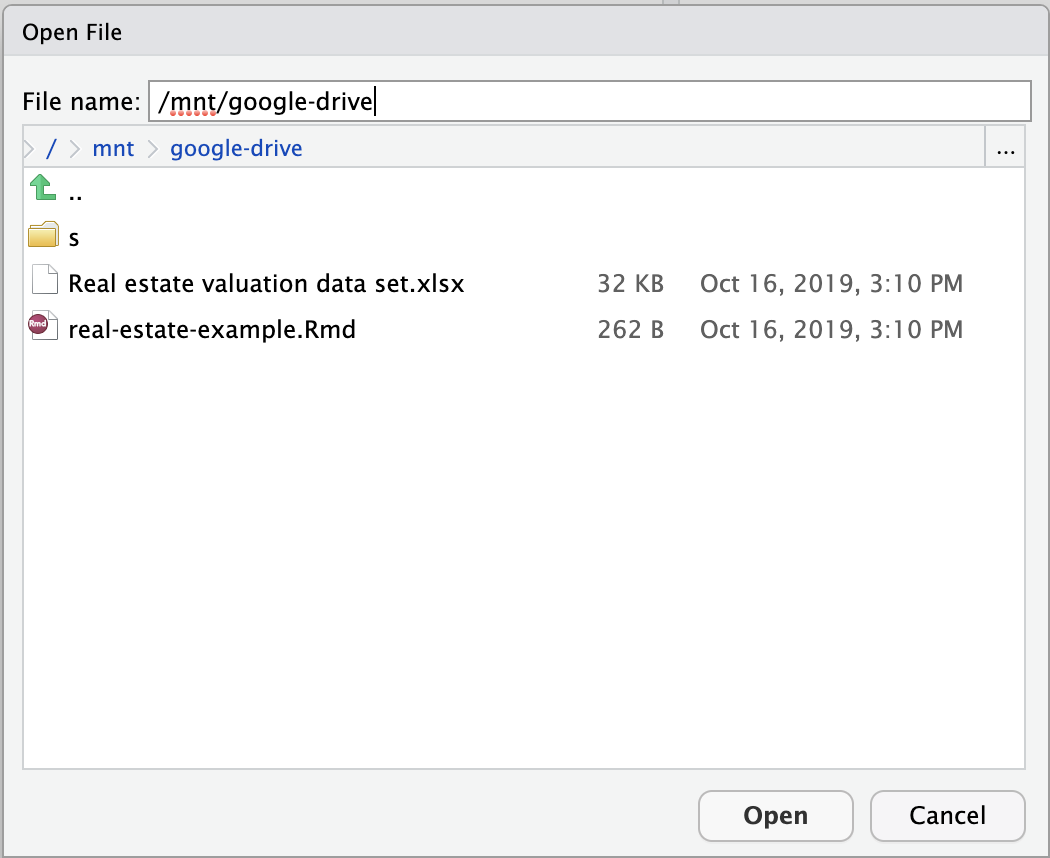 Open File
File name: /mnt/google-drive
/ mnt google-drive ...
..
s
Real estate valuation data set.xlsx 32 KB Oct 16, 2019, 3:10 PM
Rmd real-estate-example.Rmd 262 B Oct 16, 2019, 3:10 PM
Open Cancel